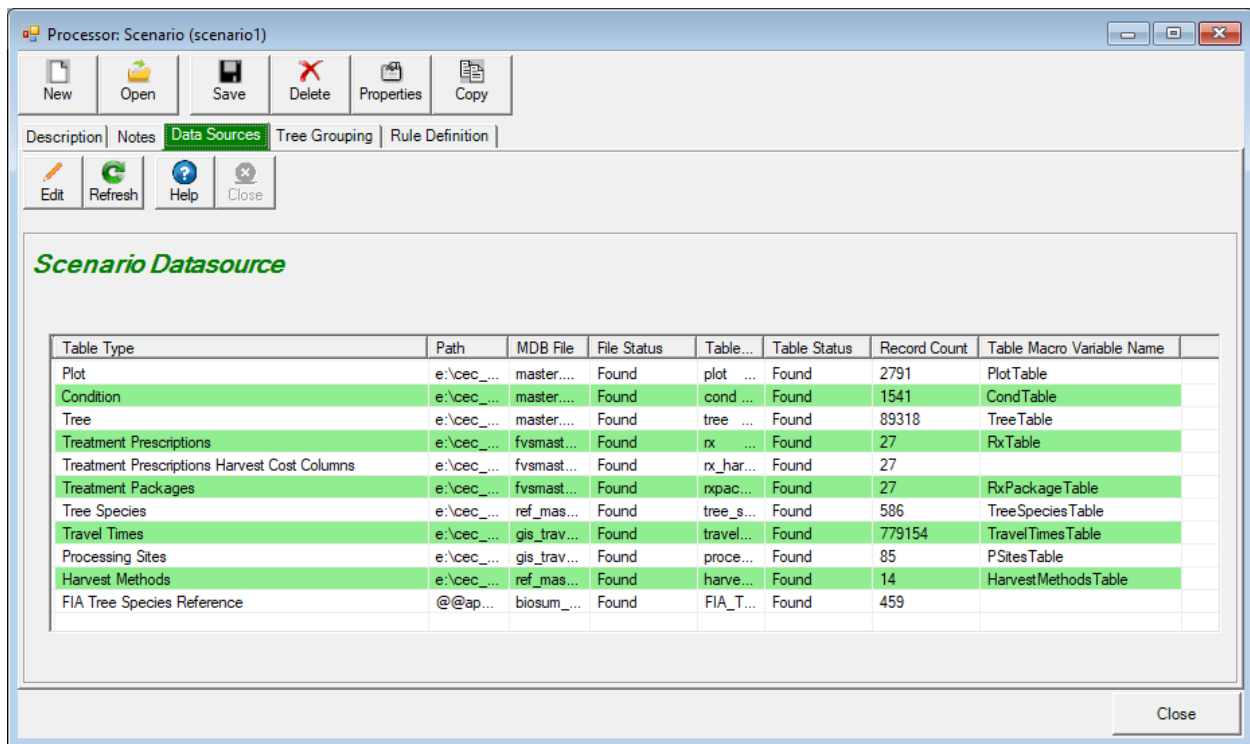 Processor: Scenario (scenario1)
New Open Save Delete Properties Copy
Description Notes Data Sources Tree Grouping Rule Definition
Edit Refresh Help Close
Scenario Datasource
Table Type Path MDB File File Status Table... Table Status Record Count Table Macro Variable Name
Plot e:\cec_... master.... Found plot ... Found 2791 PlotTable
Condition e:\cec_... master.... Found cond ... Found 1541 CondTable
Tree e:\cec_... master.... Found tree ... Found 89318 TreeTable
Treatment Prescriptions e:\cec_... fvsmast... Found rx ... Found 27 RxTable
Treatment Prescriptions Harvest Cost Columns e:\cec_... fvsmast... Found rx_har... Found 27
Treatment Packages e:\cec_... fvsmast... Found rxpac... Found 27 RxPackageTable
Tree Species e:\cec_... ref_mas... Found tree_s... Found 586 TreeSpeciesTable
Travel Times e:\cec_... gis_trav... Found travel... Found 779154 TravelTimesTable
Processing Sites e:\cec_... gis_trav... Found proce... Found 85 PSitesTable
Harvest Methods e:\cec_... ref_mas... Found harve... Found 14 HarvestMethodsTable
FIA Tree Species Reference @@ap... biosum_... Found FIA_T... Found 459
Close